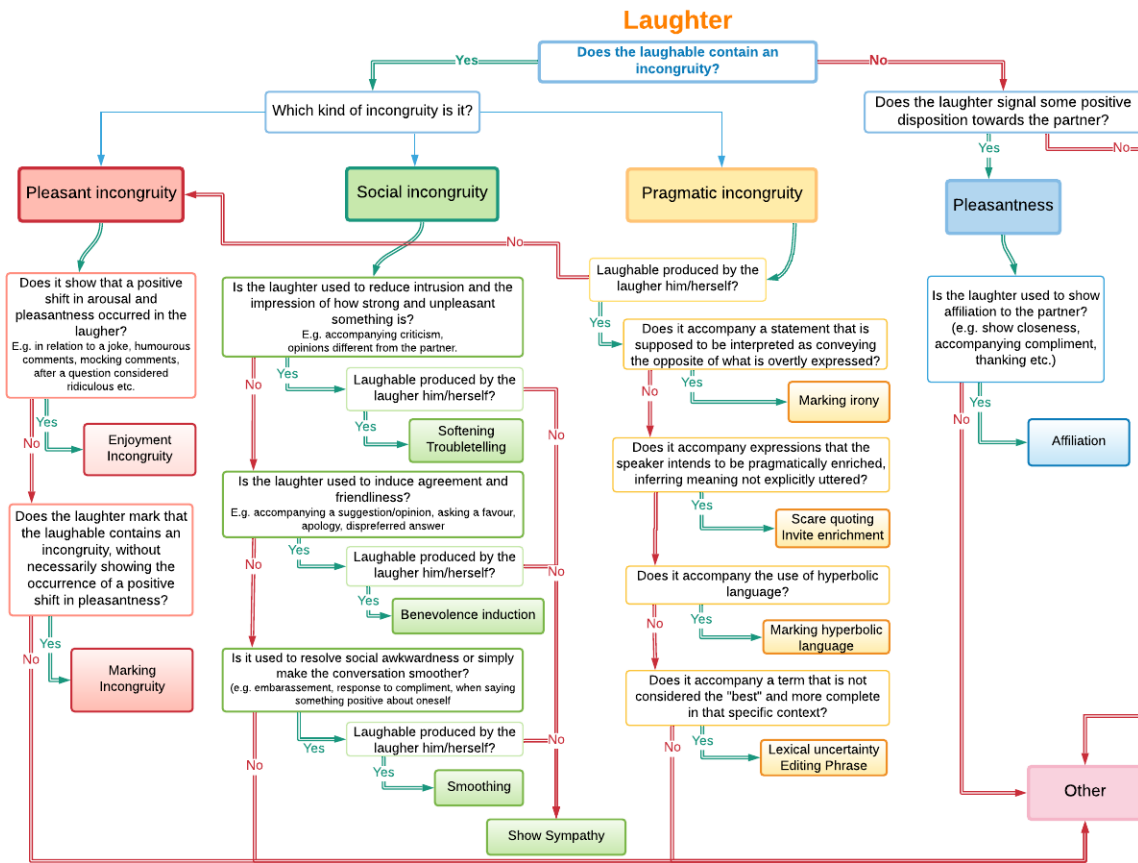 Laughter
Does the laughable contain an
incongruity?
Yes
No
Which kind of incongruity is it?
Does the laughter signal some positive
disposition towards the partner?
Yes
No
Pleasant incongruity
Social incongruity
Pragmatic incongruity
Pleasantness
No
Does it show that a positive
shift in arousal and
pleasantness occurred in the
laugher?
E.g. in relation to a joke, humourous
comments, mocking comments,
after a question considered
ridiculous etc.
No
Yes
Enjoyment
Incongruity
Does the laughter mark that
the laughable contains an
incongruity, without
necessarily showing the
occurrence of a positive
shift in pleasantness?
No
Yes
Marking
Incongruity
Is the laughter used to reduce intrusion and the
impression of how strong and unpleasant
something is?
E.g. accompanying criticism,
opinions different from the partner.
No
Yes
Laughable produced by the
laugher him/herself?
No
Yes
Softening
Troubletelling
Is the laughter used to induce agreement and
friendliness?
E.g. accompanying a suggestion/opinion, asking a favour,
apology, dispreferred answer
No
Yes
Laughable produced by the
laugher him/herself?
No
Yes
Benevolence induction
Is it used to resolve social awkwardness or simply
make the conversation smoother?
(e.g. embarassement, response to compliment, when saying
something positive about oneself
No
Yes
Laughable produced by the
laugher him/herself?
No
Yes
Smoothing
Show Sympathy
Laughable produced by the
laugher him/herself?
Yes
Does it accompany a statement that is
supposed to be interpreted as conveying
the opposite of what is overtly expressed?
No
Yes
Marking irony
Does it accompany expressions that the
speaker intends to be pragmatically enriched,
inferring meaning not explicitly uttered?
No
Yes
Scare quoting
Invite enrichment
Does it accompany the use of hyperbolic
language?
No
Yes
Marking hyperbolic
language
Does it accompany a term that is not
considered the "best" and more complete
in that specific context?
No
Yes
Lexical uncertainty
Editing Phrase
Is the laughter used to show
affiliation to the partner?
(e.g. show closeness,
accompanying compliment,
thanking etc.)
No
Yes
Affiliation
Other